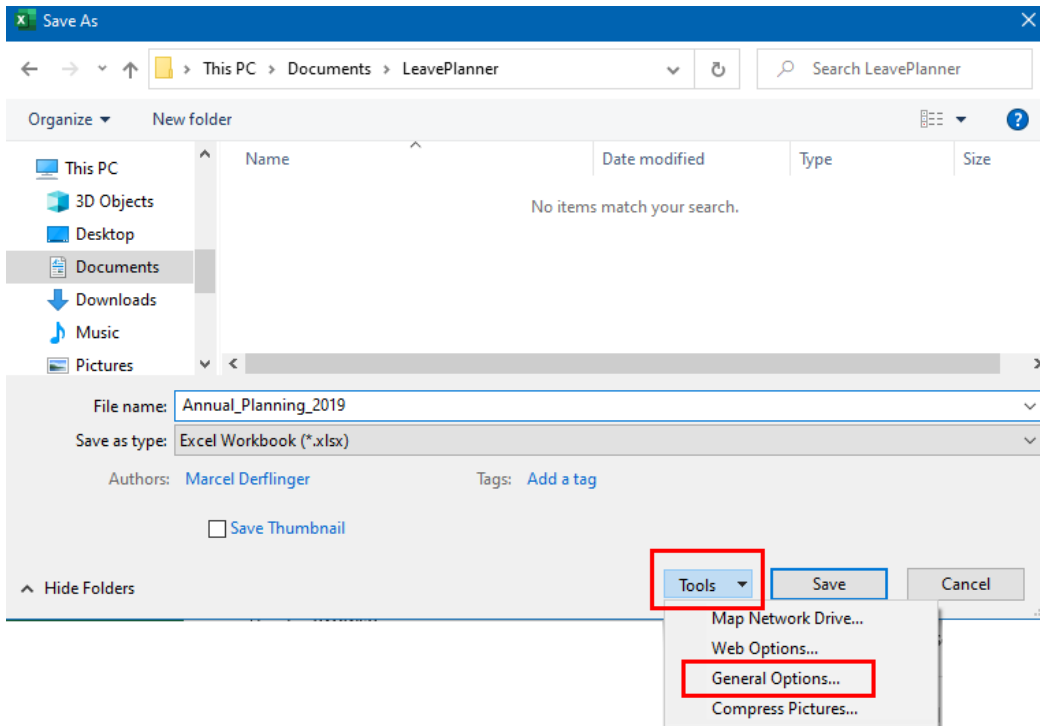 Save As
This PC > Documents > LeavePlanner
Search LeavePlanner
Organize
New folder
Name
Date modified
Type
Size
No items match your search.
This PC
3D Objects
Desktop
Documents
Downloads
Music
Pictures
File name: Annual_Planning_2019
Save as type: Excel Workbook (*.xlsx)
Authors: Marcel Derflinger
Tags: Add a tag
Save Thumbnail
Hide Folders
Tools
Save
Cancel
Map Network Drive...
Web Options...
General Options...
Compress Pictures...